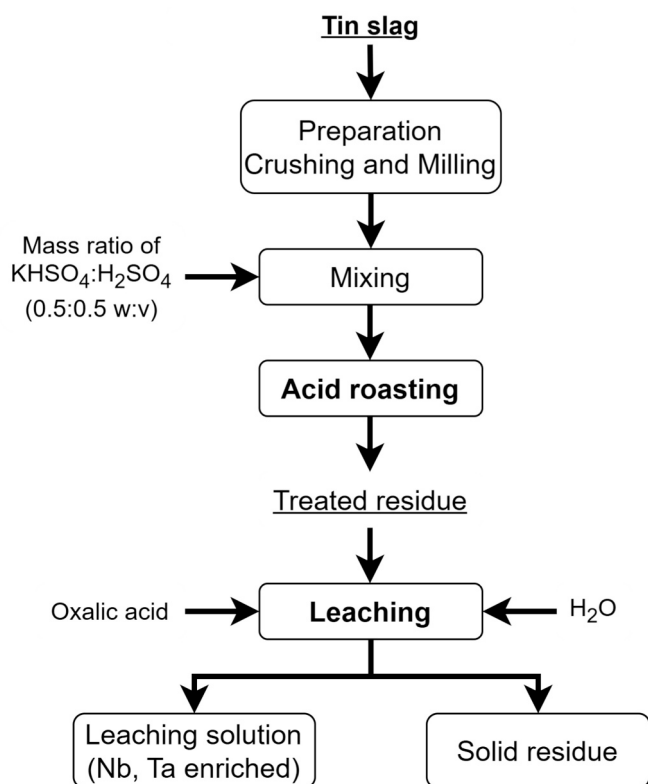 Tin slag
Preparation
Crushing and Milling
Mass ratio of
KHSO₄:H₂SO₄
(0.5:0.5 w:v)
Mixing
Acid roasting
Treated residue
Oxalic acid
Leaching
H₂O
Leaching solution
(Nb, Ta enriched)
Solid residue